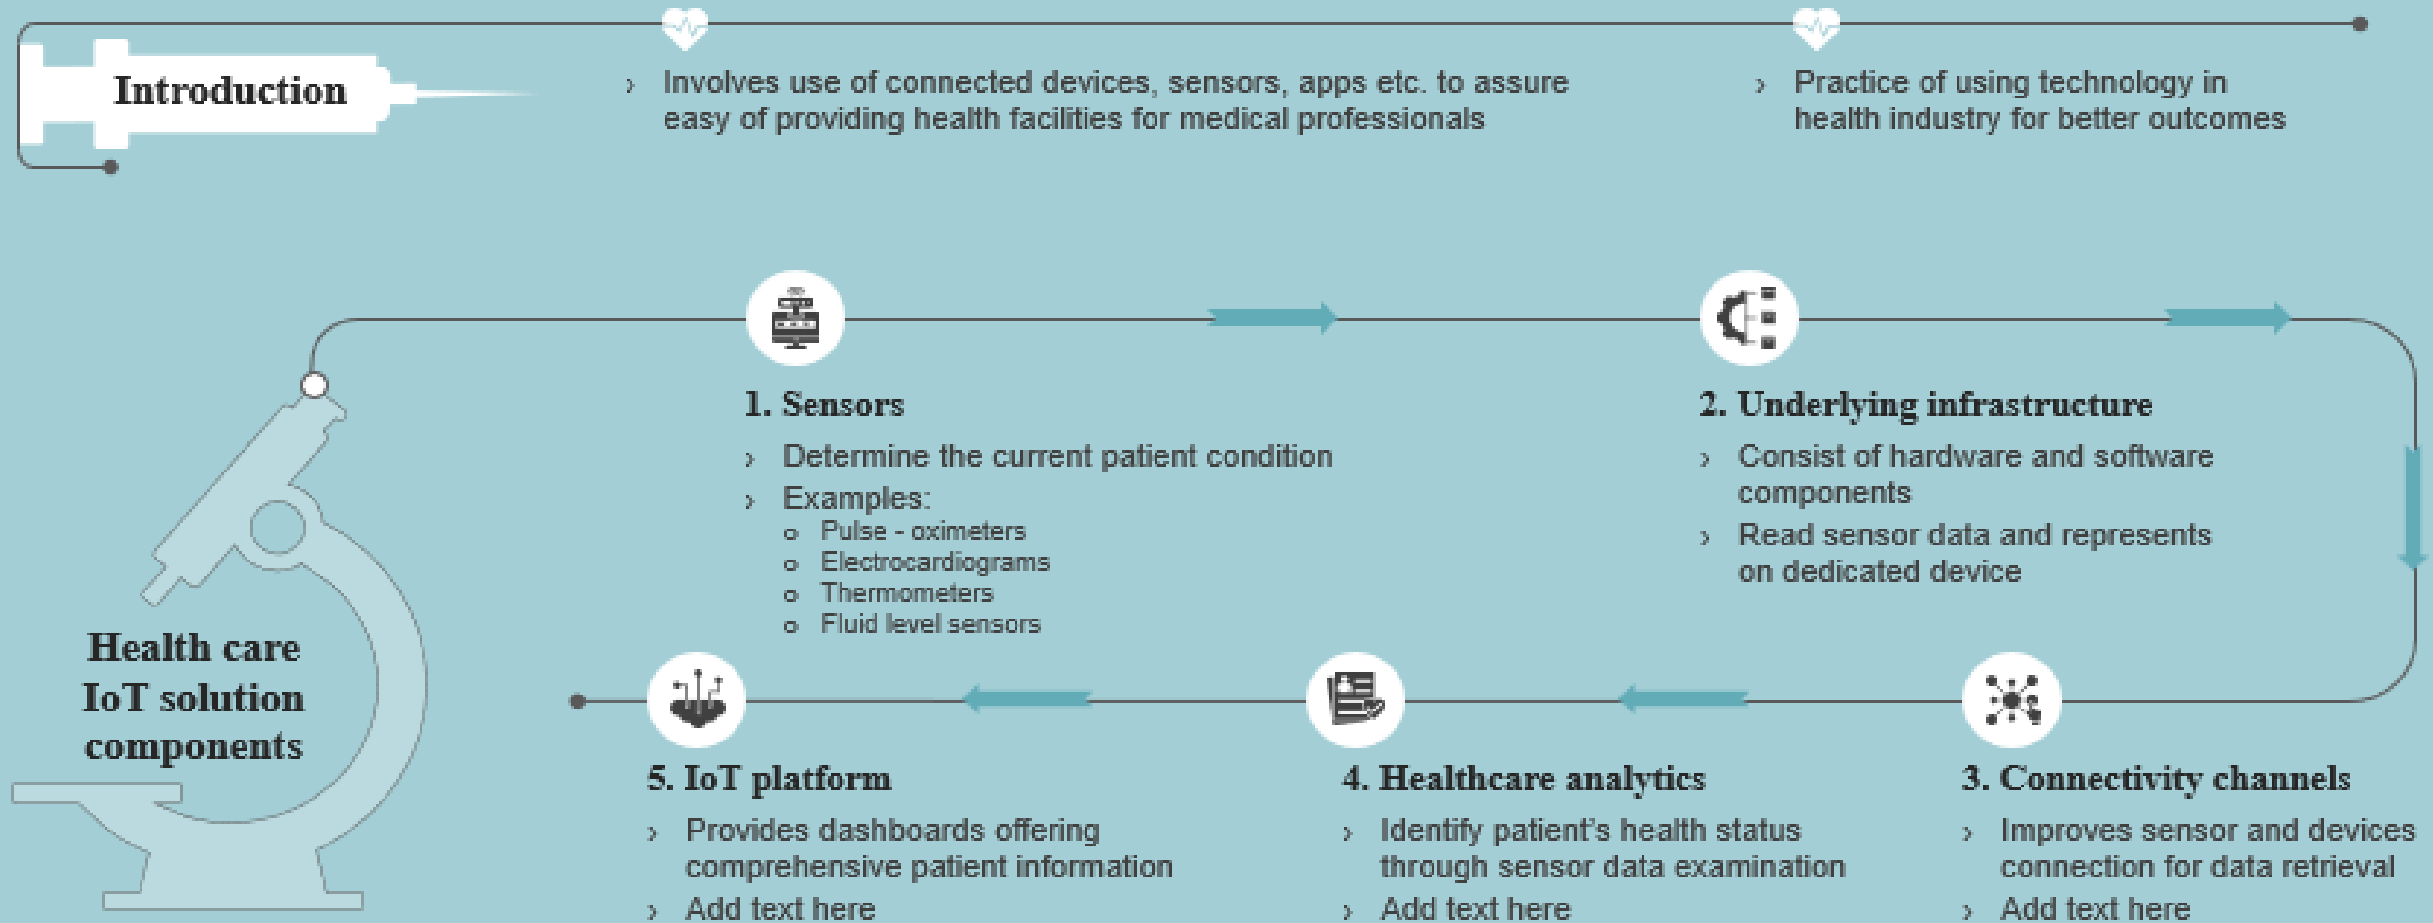 Introduction
› Involves use of connected devices, sensors, apps etc. to assure
easy of providing health facilities for medical professionals
› Practice of using technology in
health industry for better outcomes
Health care
IoT solution
components
1. Sensors
› Determine the current patient condition
› Examples:
o Pulse - oximeters
o Electrocardiograms
o Thermometers
o Fluid level sensors
2. Underlying infrastructure
› Consist of hardware and software
components
› Read sensor data and represents
on dedicated device
3. Connectivity channels
› Improves sensor and devices
connection for data retrieval
› Add text here
4. Healthcare analytics
› Identify patient's health status
through sensor data examination
› Add text here
5. IoT platform
› Provides dashboards offering
comprehensive patient information
› Add text here